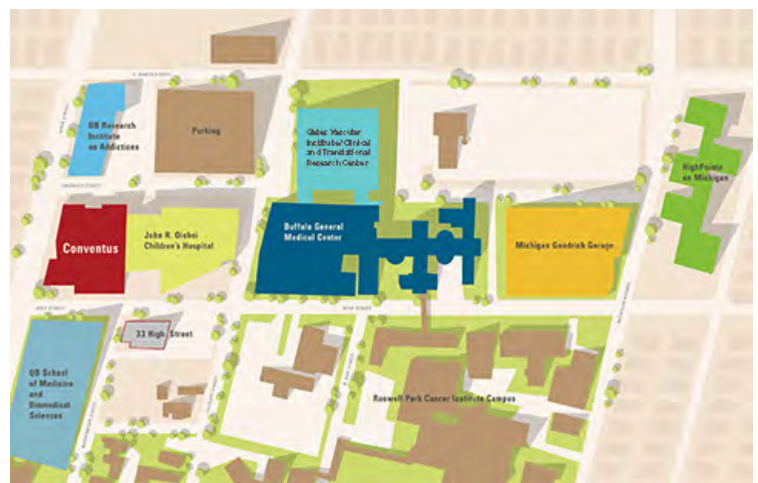 UB Research
Institute
on Addictions
Parking
Gates Vascular
Institute/Clinical
and Translational
Research Center
HighPointe
on Michigan
Conventus
John R. Oishei
Children's Hospital
Buffalo General
Medical Center
Michigan Goodrich Garage
HIGH STREET
33 High Street
UB School
of Medicine
and
Biomedical
Sciences
Roswell Park Cancer Institute Campus